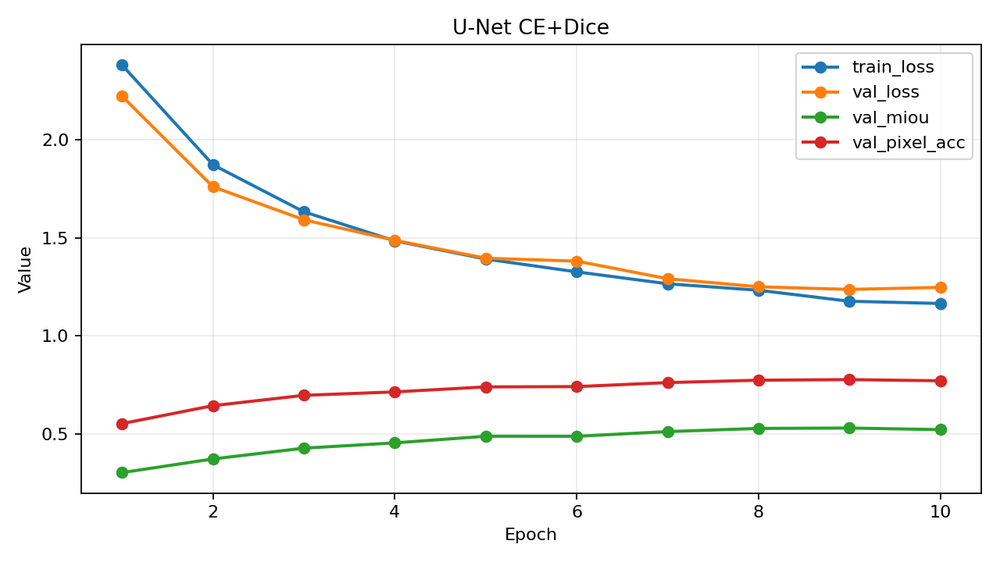 U-Net CE+Dice
train_loss
val_loss
val_miou
val_pixel_acc
Value
2.0
1.5
1.0
0.5
2 4 6 8 10
Epoch